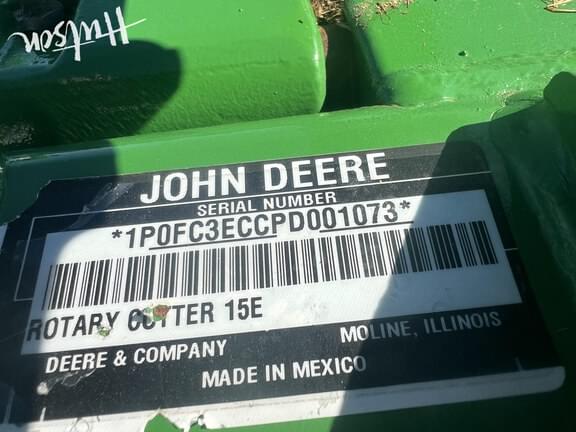 Hutson
JOHN DEERE
SERIAL NUMBER
*1P0FC3ECCPD001073*
ROTARY CUTTER 15E
DEERE & COMPANY MOLINE, ILLINOIS
MADE IN MEXICO